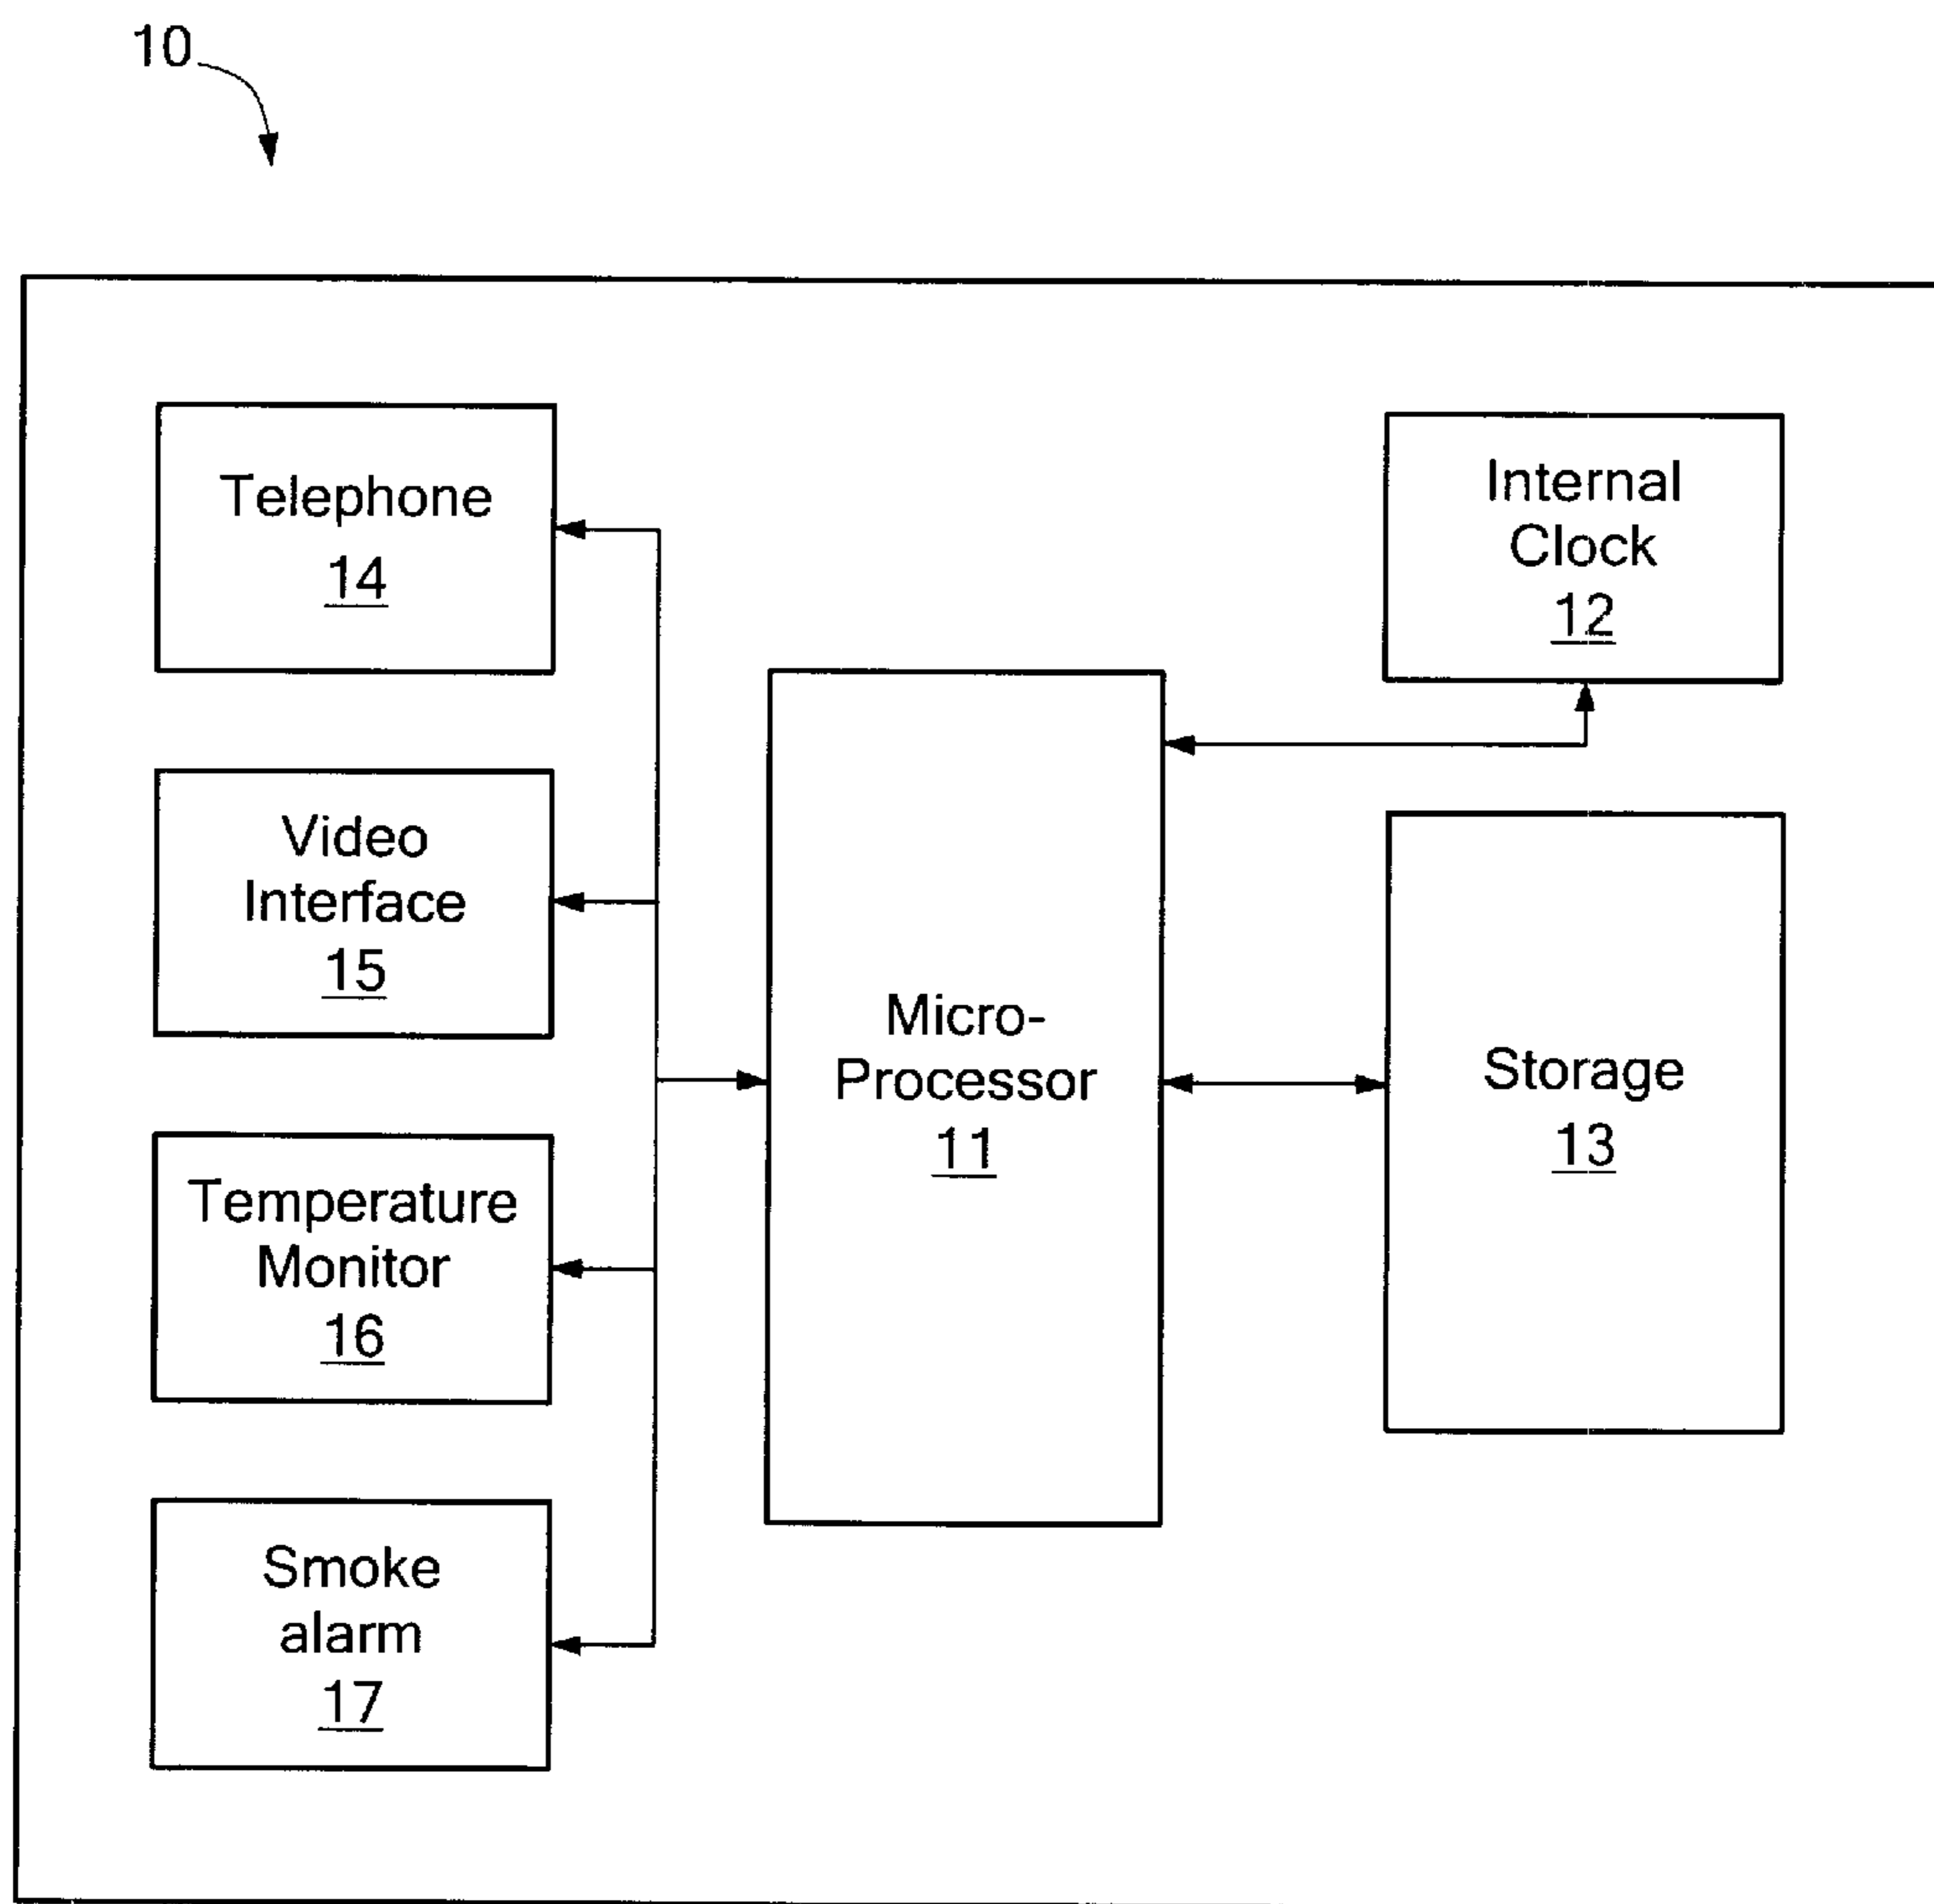 10
Telephone
14
Video
Interface
15
Temperature
Monitor
16
Smoke
alarm
17
Micro-
Processor
11
Internal
Clock
12
Storage
13